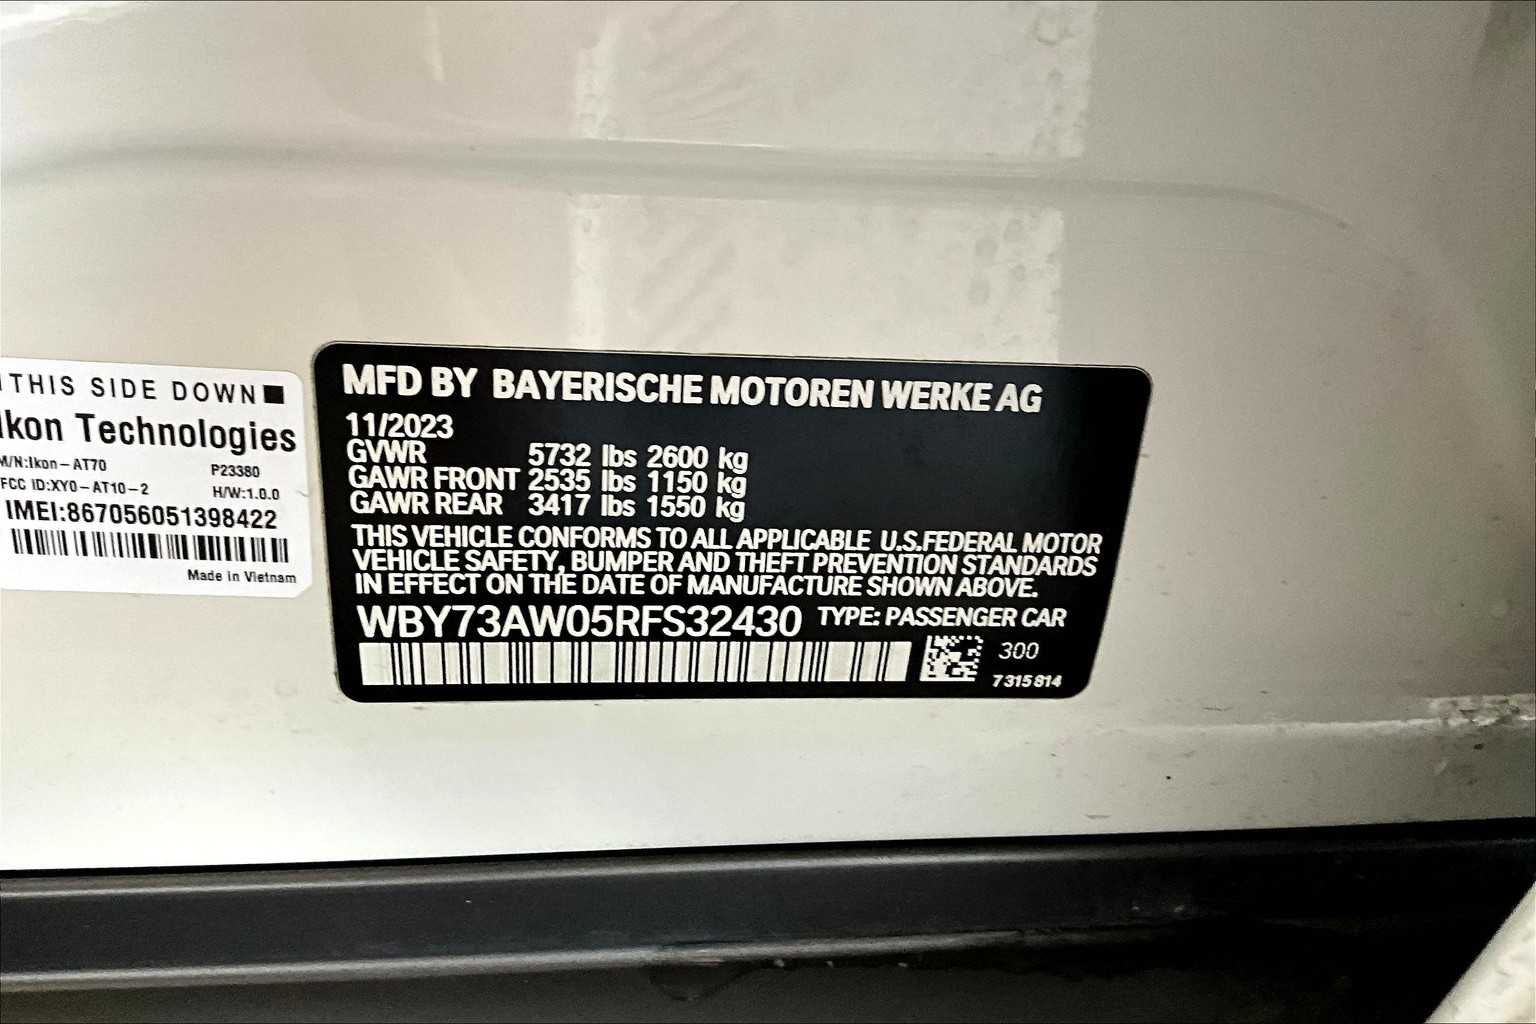 THIS SIDE DOWN
Ikon Technologies
M/N:Ikon-AT70 P23380
FCC ID:XY0-AT10-2 H/W:1.0.0
IMEI:867056051398422
Made in Vietnam
MFD BY BAYERISCHE MOTOREN WERKE AG
11/2023
GVWR 5732 lbs 2600 kg
GAWR FRONT 2535 lbs 1150 kg
GAWR REAR 3417 lbs 1550 kg
THIS VEHICLE CONFORMS TO ALL APPLICABLE U.S.FEDERAL MOTOR
VEHICLE SAFETY, BUMPER AND THEFT PREVENTION STANDARDS
IN EFFECT ON THE DATE OF MANUFACTURE SHOWN ABOVE.
WBY73AW05RFS32430 TYPE: PASSENGER CAR
300
7315814